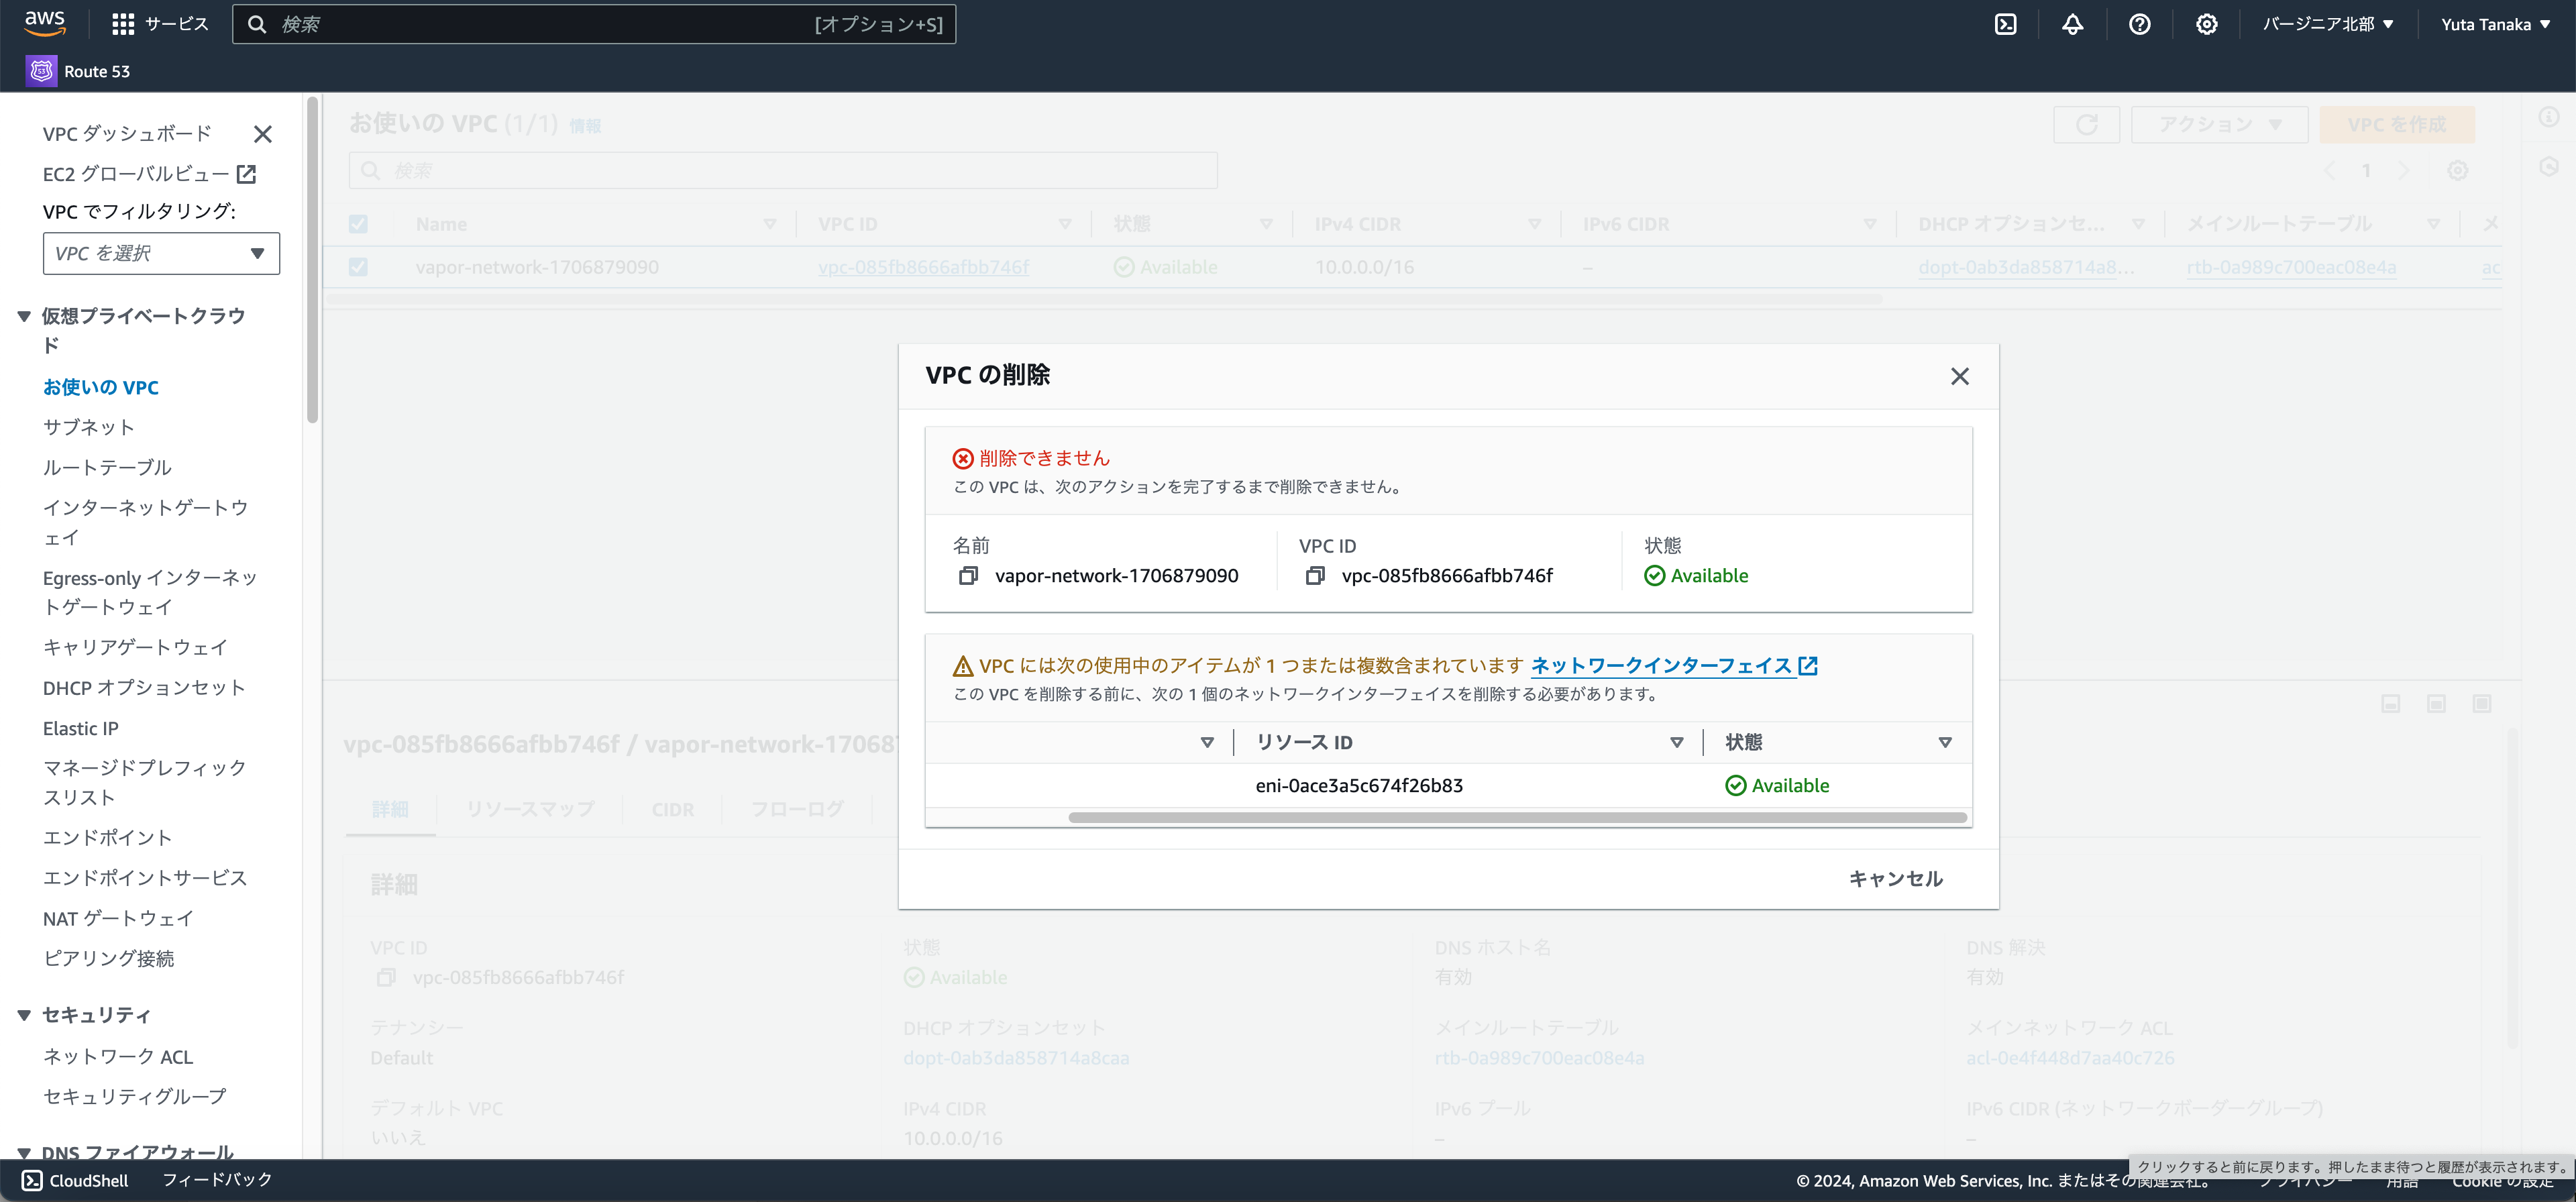 aws
サービス
検索
[オプション+S]
バージニア北部 ▼
Yuta Tanaka ▼
53
Route 53
VPC ダッシュボード
EC2 グローバルビュー
VPC でフィルタリング:
VPC を選択
仮想プライベートクラウ
ド
お使いの VPC
サブネット
ルートテーブル
インターネットゲートウ
ェイ
Egress-only インターネッ
トゲートウェイ
キャリアゲートウェイ
DHCP オプションセット
Elastic IP
マネージドプレフィック
スリスト
エンドポイント
エンドポイントサービス
NAT ゲートウェイ
ピアリング接続
セキュリティ
ネットワーク ACL
セキュリティグループ
DNS ファイアウォール
お使いの VPC (1/1) 情報
アクション ▼
VPC を作成
検索
1
Name
VPC ID
状態
IPv4 CIDR
IPv6 CIDR
DHCP オプションセ...
メインルートテーブル
メ
vapor-network-1706879090
vpc-085fb8666afbb746f
Available
10.0.0.0/16
–
dopt-0ab3da858714a8...
rtb-0a989c700eac08e4a
ac
VPC の削除
削除できません
この VPC は、次のアクションを完了するまで削除できません。
名前
vapor-network-1706879090
VPC ID
vpc-085fb8666afbb746f
状態
Available
VPC には次の使用中のアイテムが 1 つまたは複数含まれています ネットワークインターフェイス
この VPC を削除する前に、次の 1 個のネットワークインターフェイスを削除する必要があります。
リソース ID
状態
eni-0ace3a5c674f26b83
Available
キャンセル
vpc-085fb8666afbb746f / vapor-network-17068
詳細
リソースマップ
CIDR
フローログ
詳細
VPC ID
vpc-085fb8666afbb746f
状態
Available
DNS ホスト名
有効
DNS 解決
有効
テナンシー
Default
DHCP オプションセット
dopt-0ab3da858714a8caa
メインルートテーブル
rtb-0a989c700eac08e4a
メインネットワーク ACL
acl-0e4f448d7aa40c726
デフォルト VPC
いいえ
IPv4 CIDR
10.0.0.0/16
IPv6 プール
–
IPv6 CIDR (ネットワークボーダーグループ)
–
CloudShell
フィードバック
© 2024, Amazon Web Services, Inc. またはその関連会社。
プライバシー
用語
Cookie の設定
クリックすると前に戻ります。押したまま待つと履歴が表示されます。